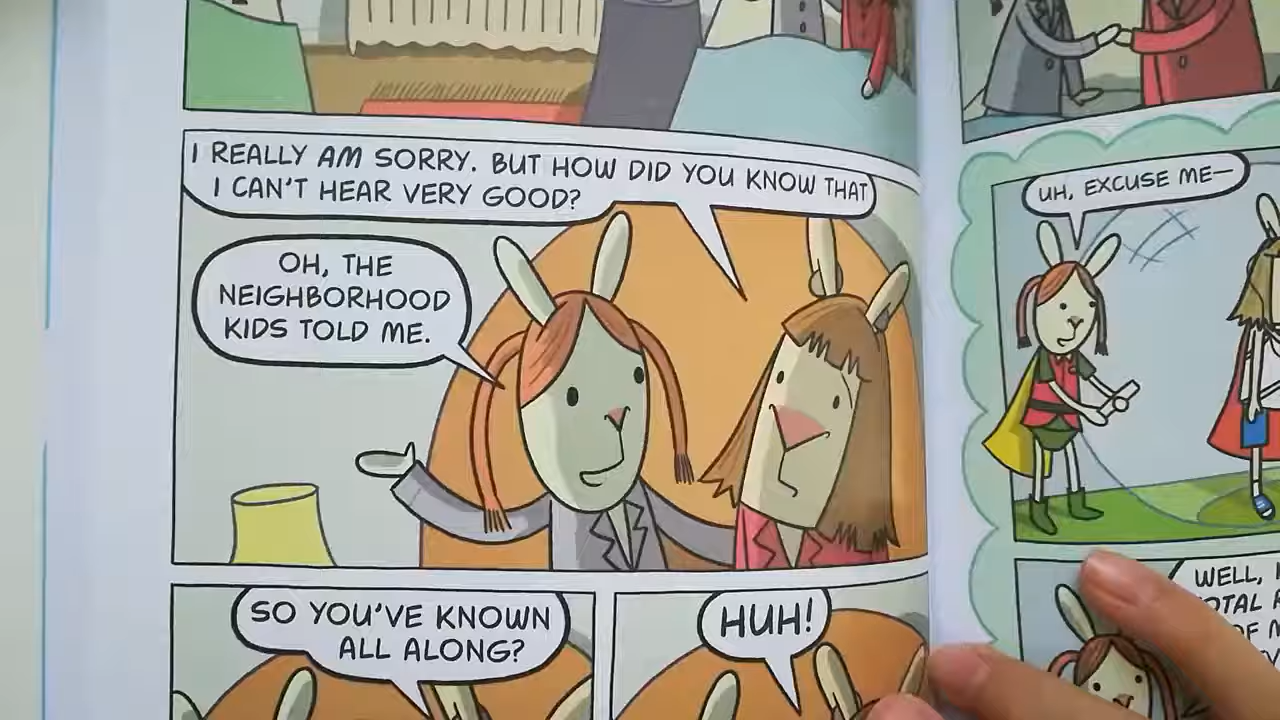 I REALLY AM SORRY. BUT HOW DID YOU KNOW THAT
I CAN'T HEAR VERY GOOD?
OH, THE
NEIGHBORHOOD
KIDS TOLD ME.
SO YOU'VE KNOWN
ALL ALONG?
HUH!
UH, EXCUSE ME—
WELL,
OF